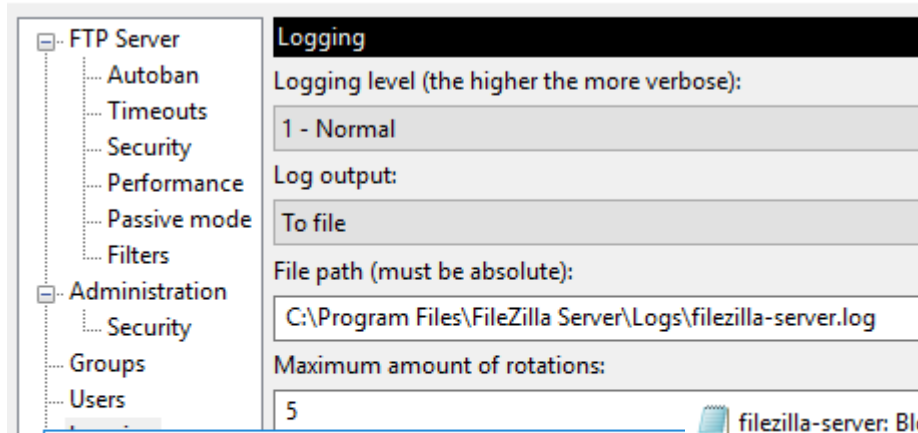 FTP Server
Autoban
Timeouts
Security
Performance
Passive mode
Filters
Administration
Security
Groups
Users
Logging
Logging level (the higher the more verbose):
1 - Normal
Log output:
To file
File path (must be absolute):
C:\Program Files\FileZilla Server\Logs\filezilla-server.log
Maximum amount of rotations:
5
filezilla-server: Bl